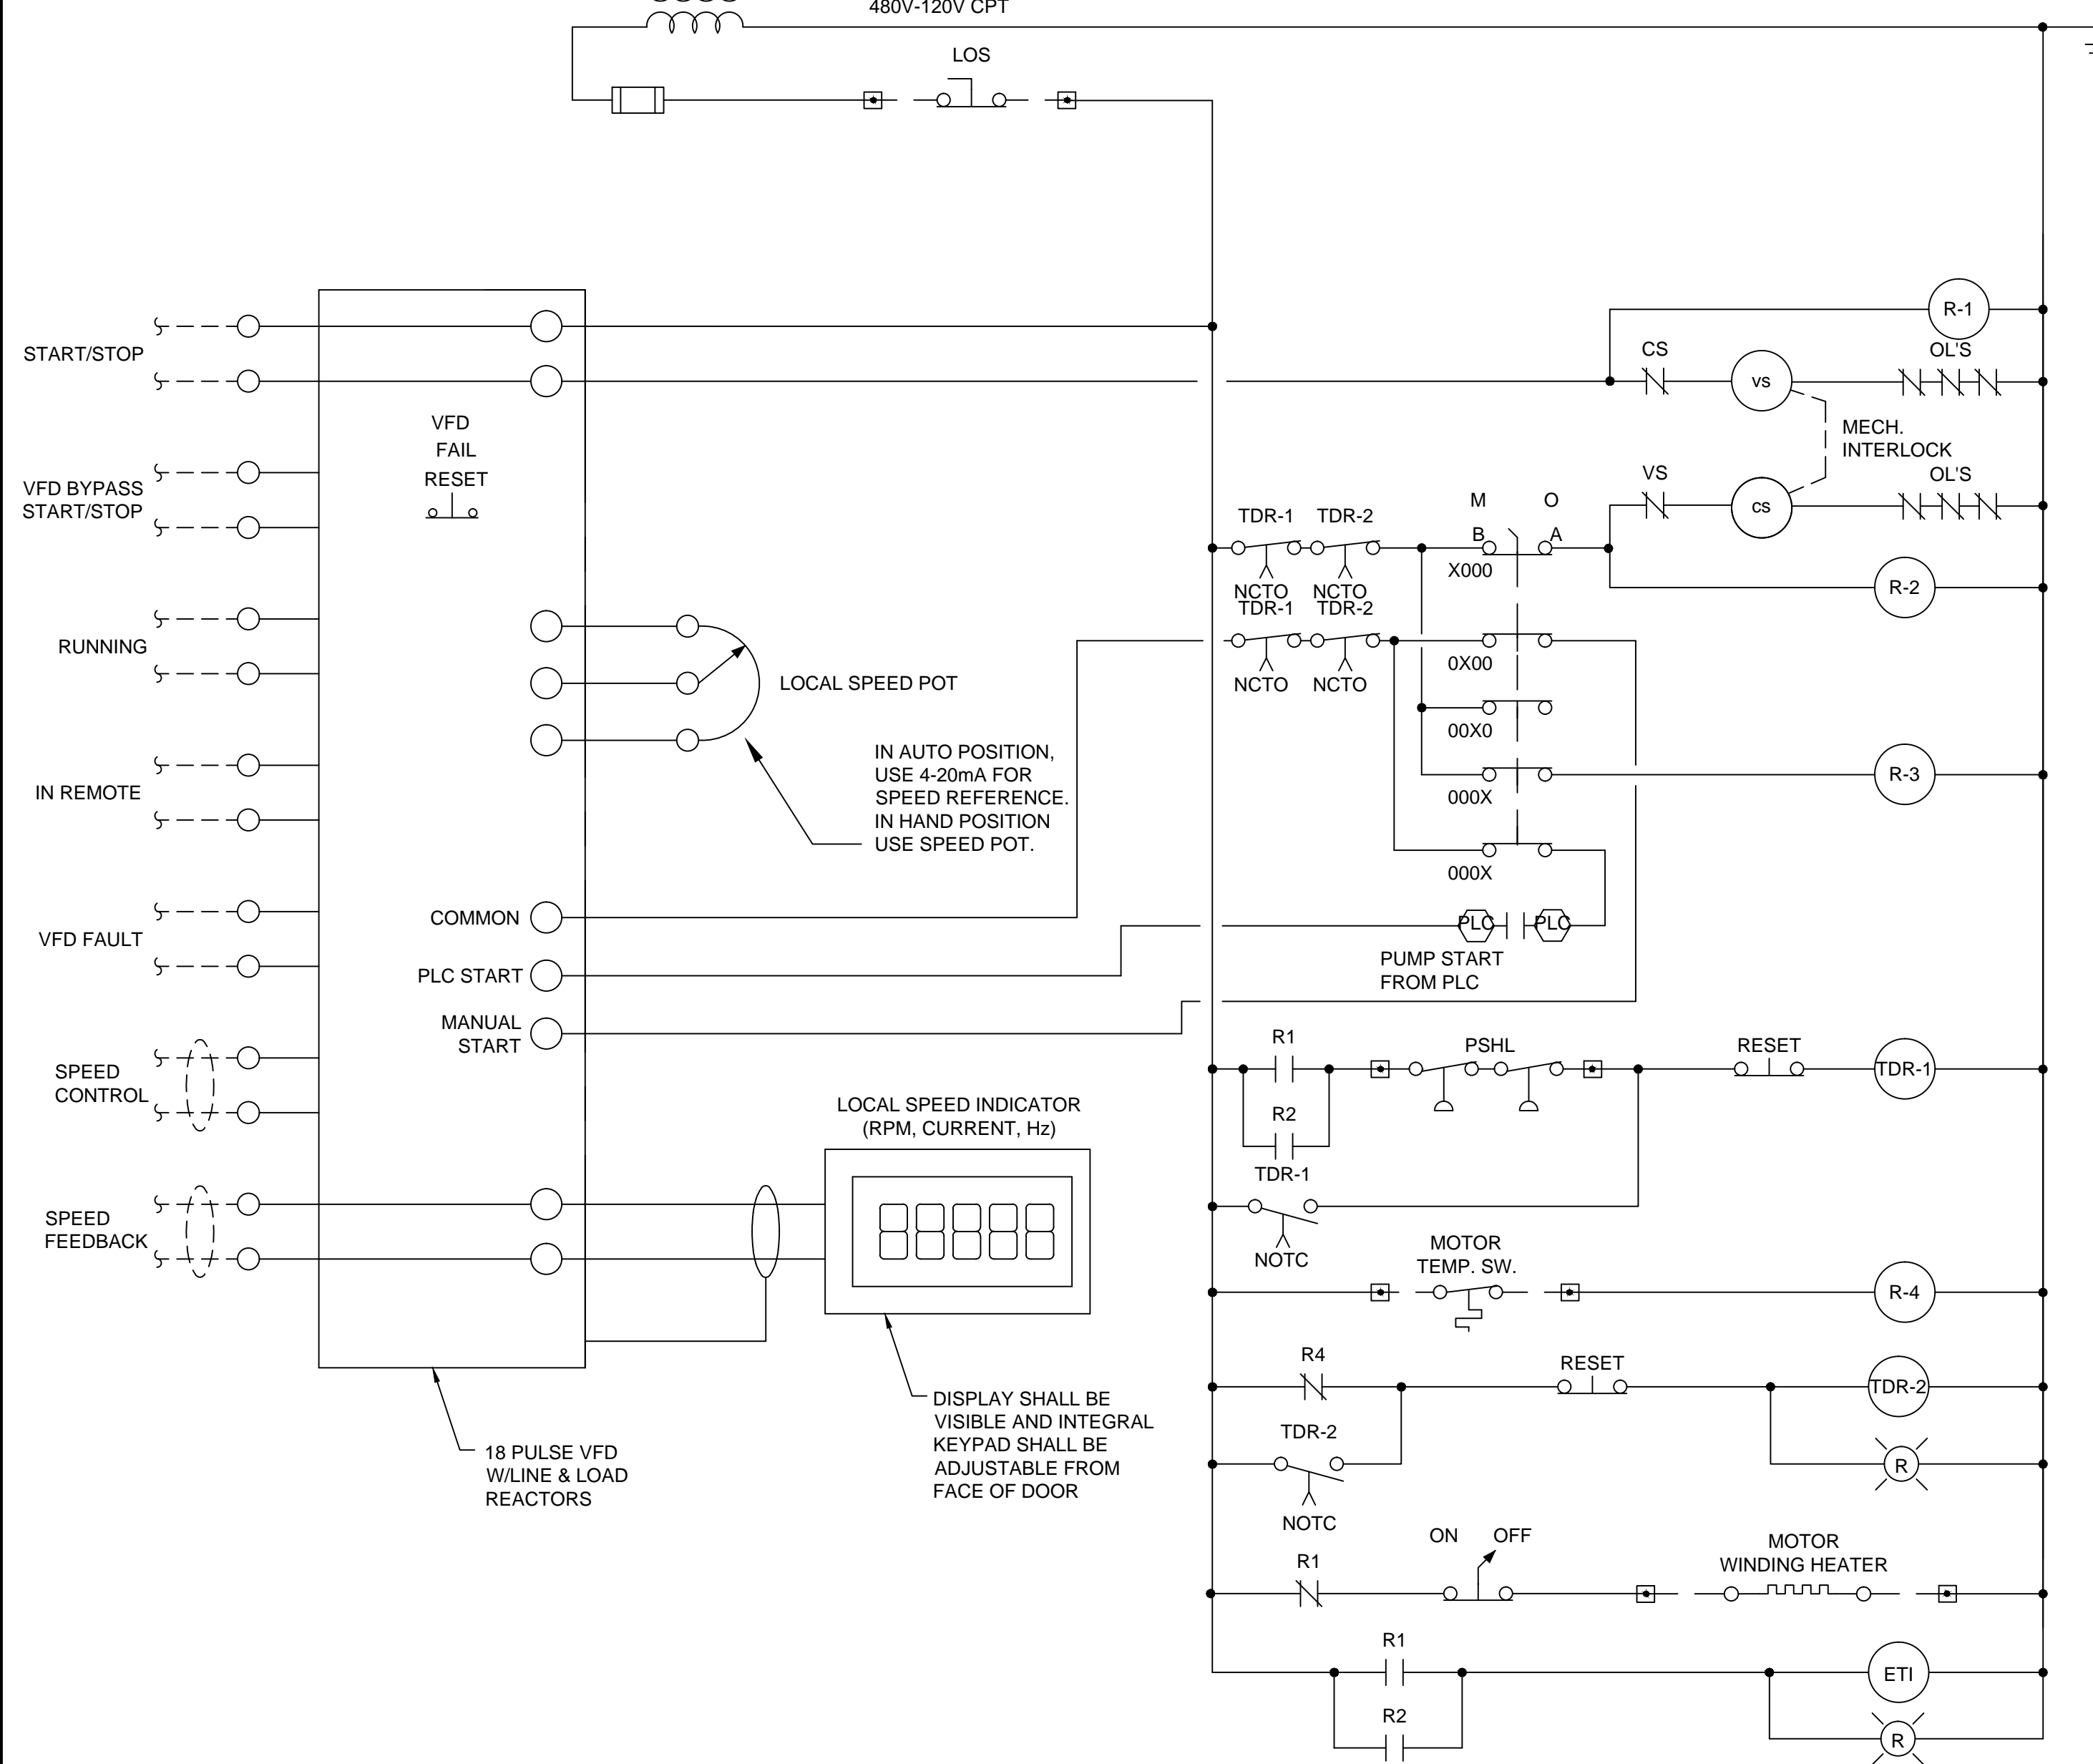 480V-120V CPT
LOS
START/STOP
VFD
FAIL
RESET
VFD BYPASS
START/STOP
RUNNING
IN REMOTE
VFD FAULT
SPEED
CONTROL
SPEED
FEEDBACK
COMMON
PLC START
MANUAL
START
LOCAL SPEED POT
IN AUTO POSITION,
USE 4-20mA FOR
SPEED REFERENCE.
IN HAND POSITION
USE SPEED POT.
LOCAL SPEED INDICATOR
(RPM, CURRENT, Hz)
DISPLAY SHALL BE
VISIBLE AND INTEGRAL
KEYPAD SHALL BE
ADJUSTABLE FROM
FACE OF DOOR
18 PULSE VFD
W/LINE & LOAD
REACTORS
R-1
CS
OL'S
vs
MECH.
INTERLOCK
VS
OL'S
cs
M O
TDR-1 TDR-2
B A
X000
NCTO NCTO
R-2
TDR-1 TDR-2
0X00
NCTO NCTO
00X0
R-3
000X
000X
PLC PLC
PUMP START
FROM PLC
R1
PSHL
RESET
TDR-1
R2
TDR-1
NOTC
MOTOR
TEMP. SW.
R-4
R4
RESET
TDR-2
TDR-2
R
NOTC
ON OFF
R1
MOTOR
WINDING HEATER
R1
ETI
R2
R